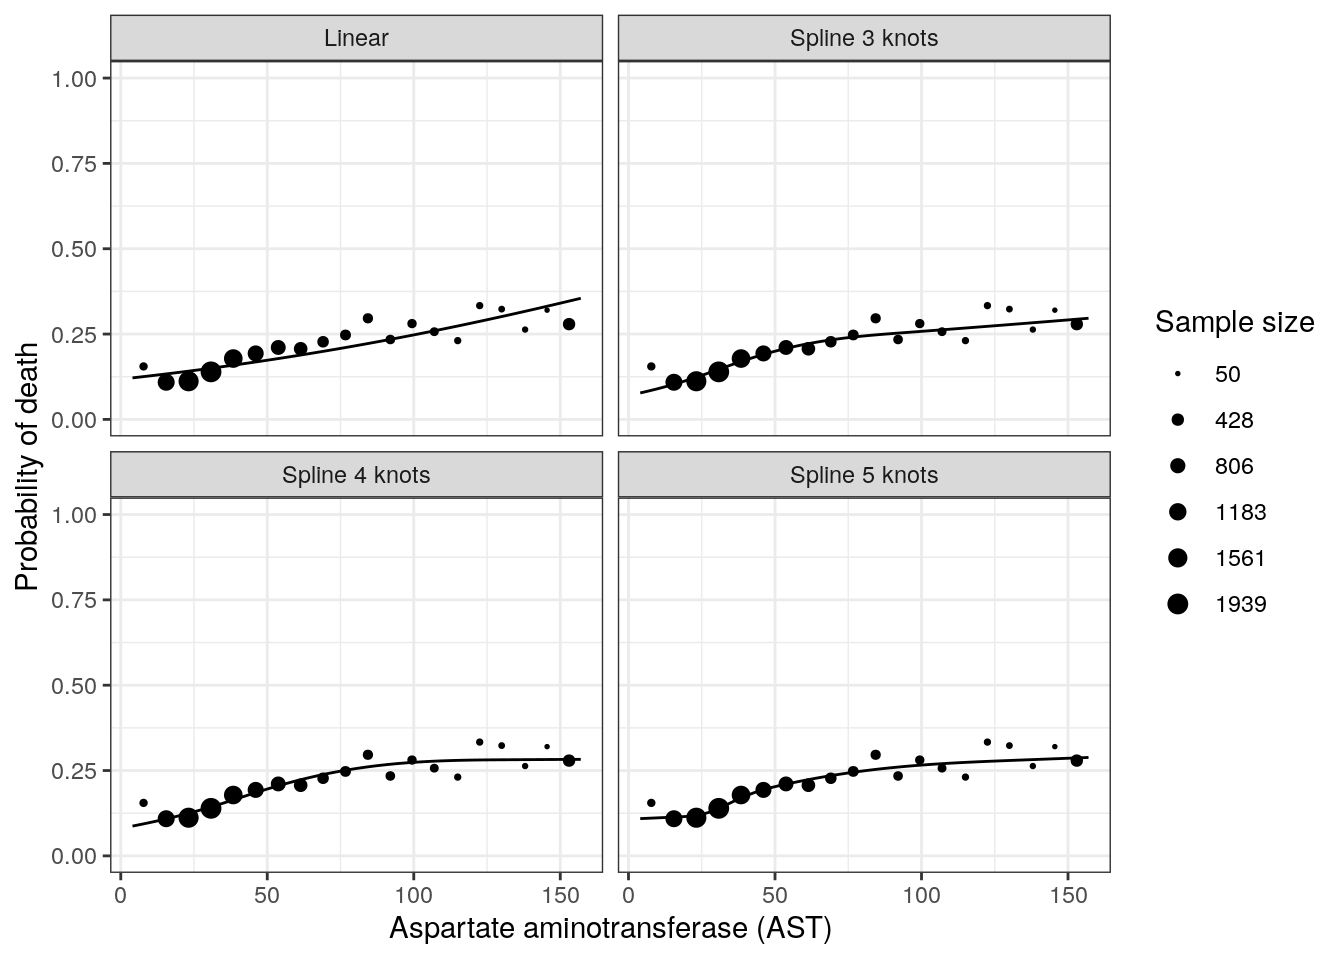 Linear
Spline 3 knots
1.00
0.75
0.50
0.25
0.00
Spline 4 knots
Spline 5 knots
1.00
0.75
0.50
0.25
0.00
0 50 100 150
0 50 100 150
Aspartate aminotransferase (AST)
Probability of death
Sample size
50
428
806
1183
1561
1939